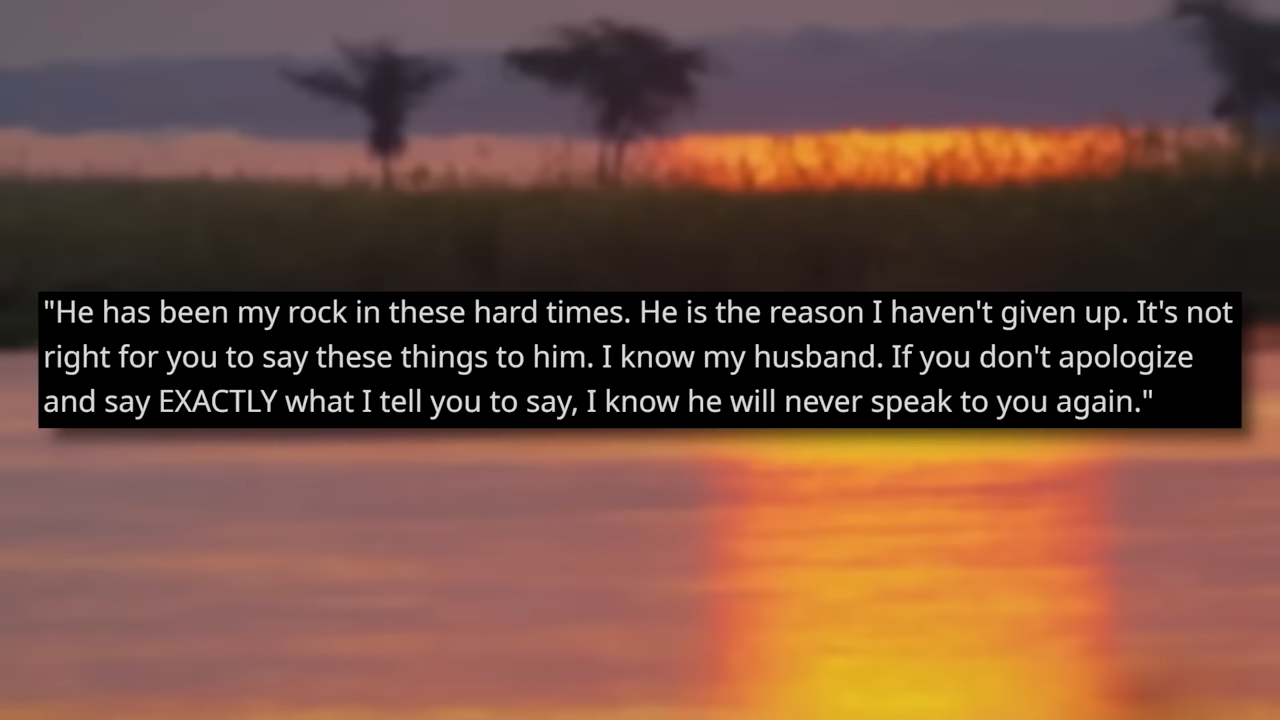 "He has been my rock in these hard times. He is the reason I haven't given up. It's not
right for you to say these things to him. I know my husband. If you don't apologize
and say EXACTLY what I tell you to say, I know he will never speak to you again."